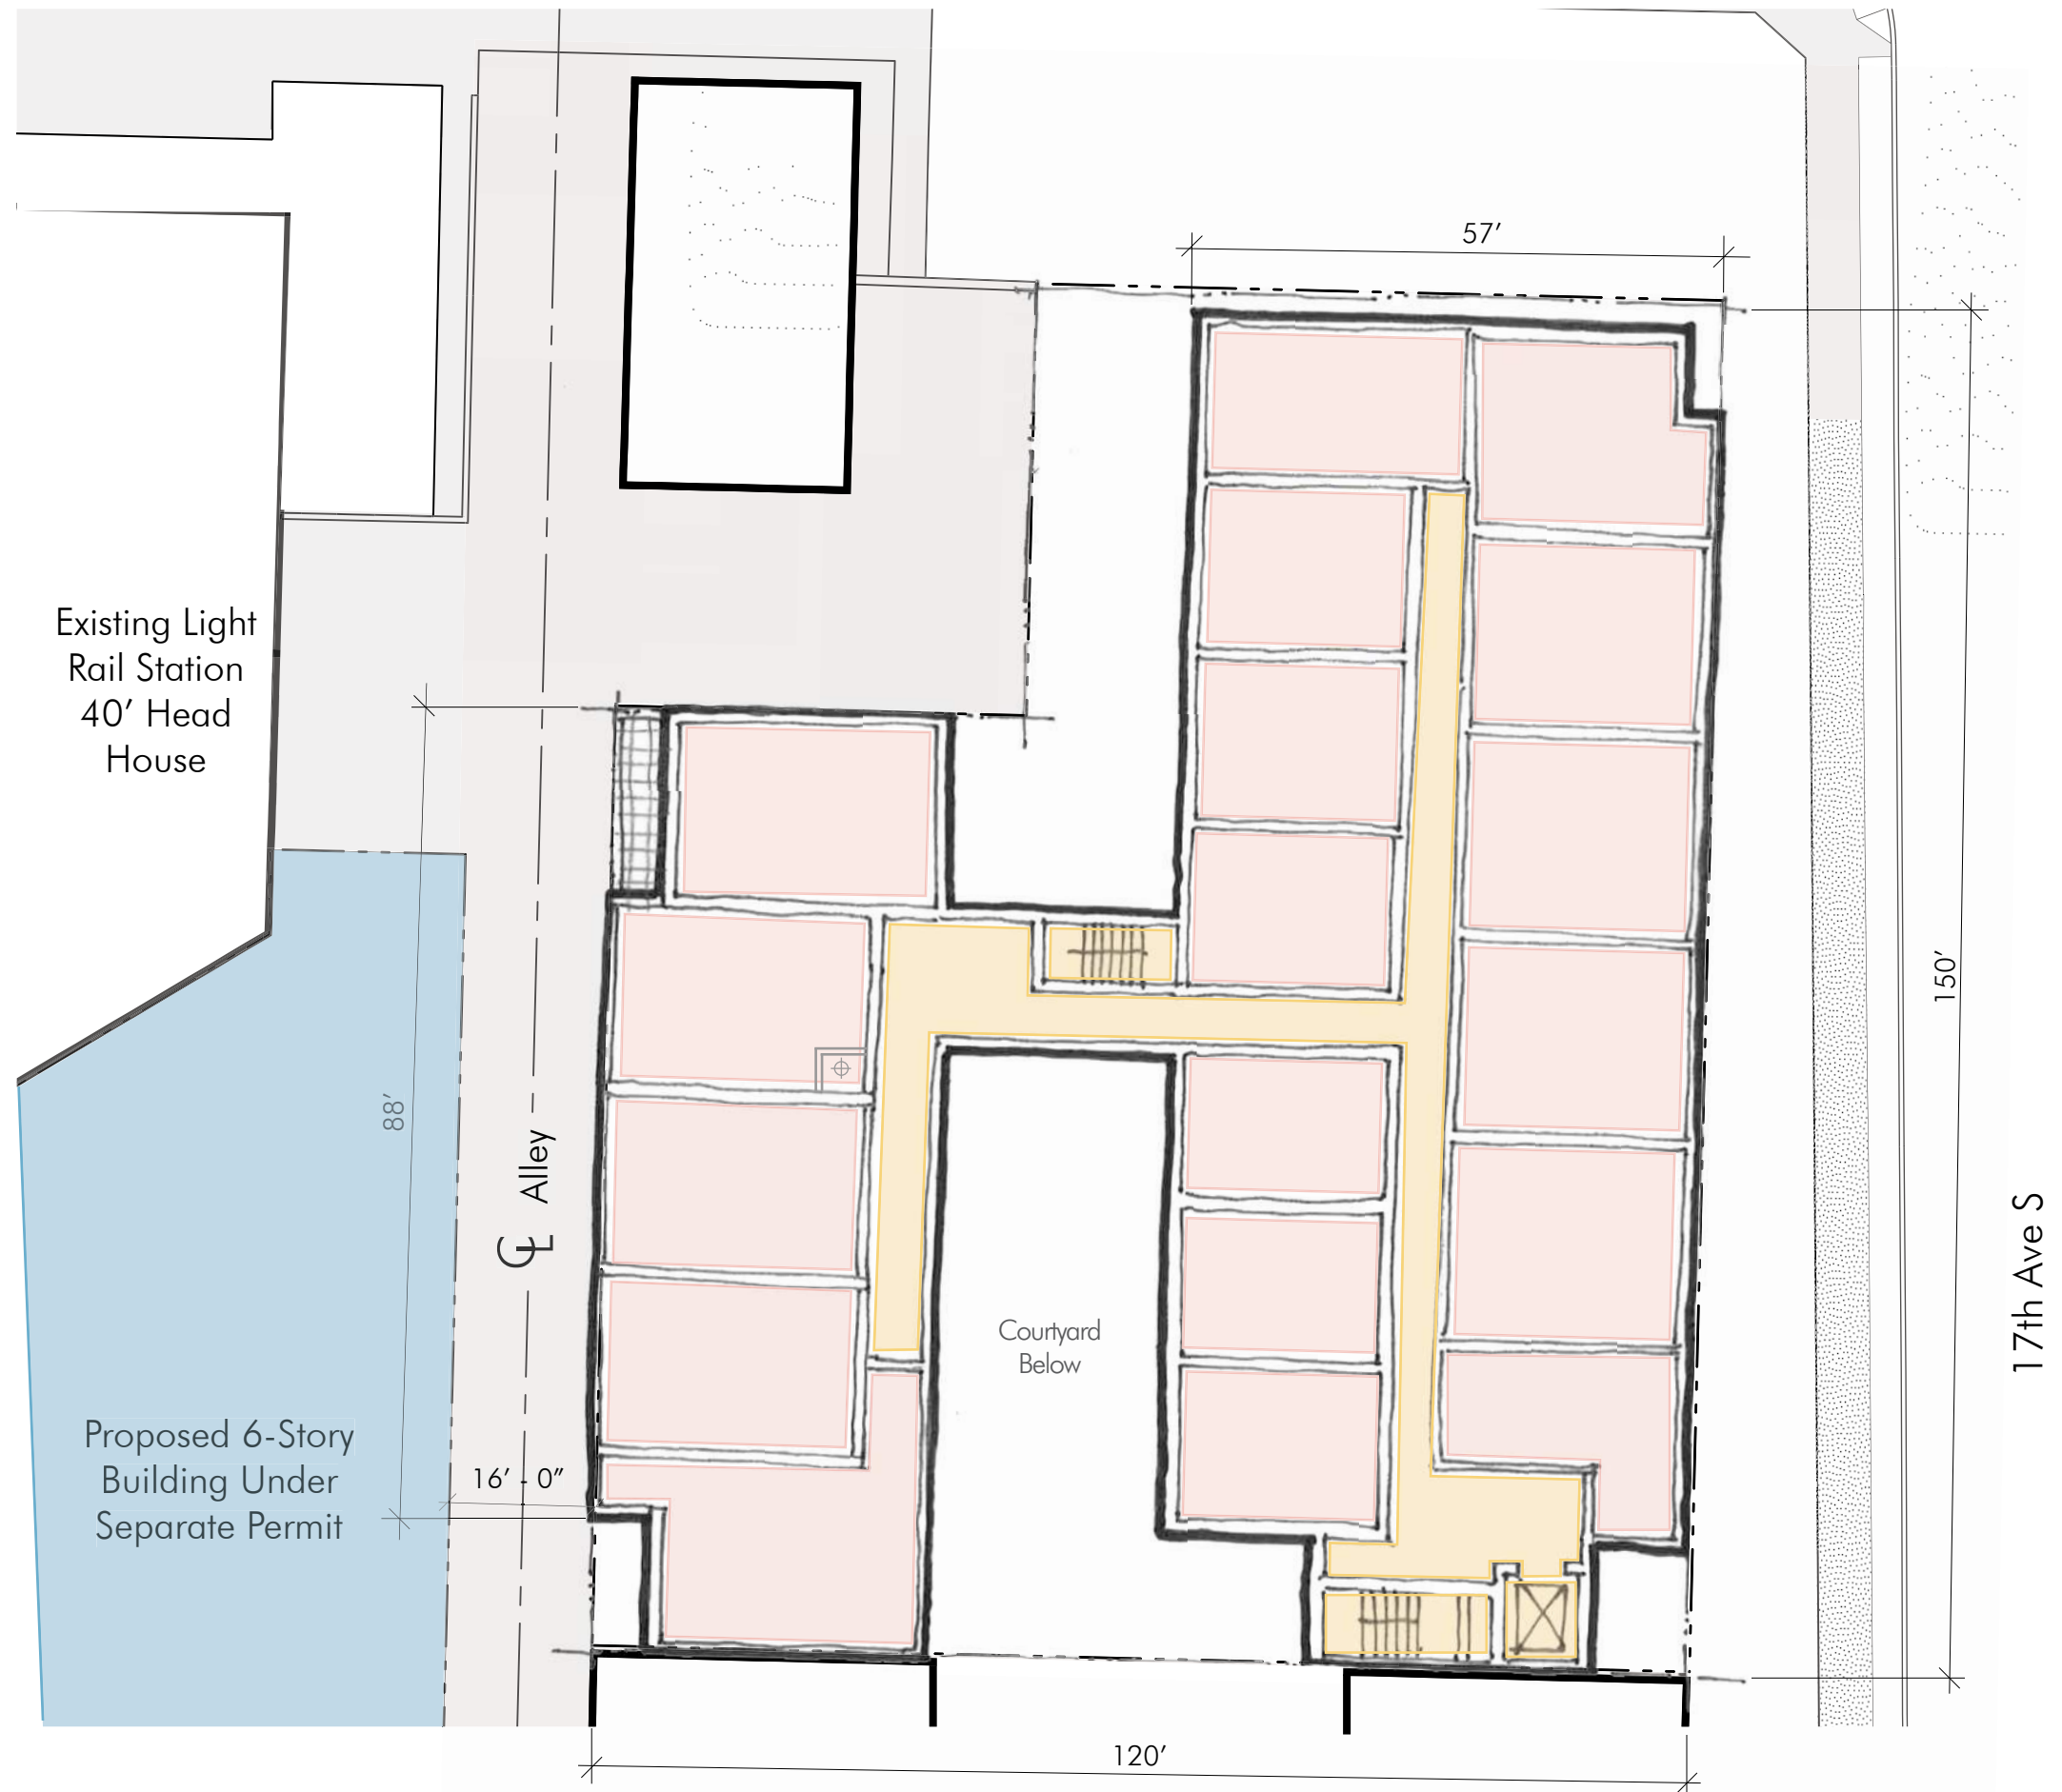 57’
Existing Light
Rail Station
40’ Head
House
150’
88’
Alley
CL
17th Ave S
Courtyard
Below
Proposed 6-Story
Building Under
Separate Permit
16’ - 0”
120’